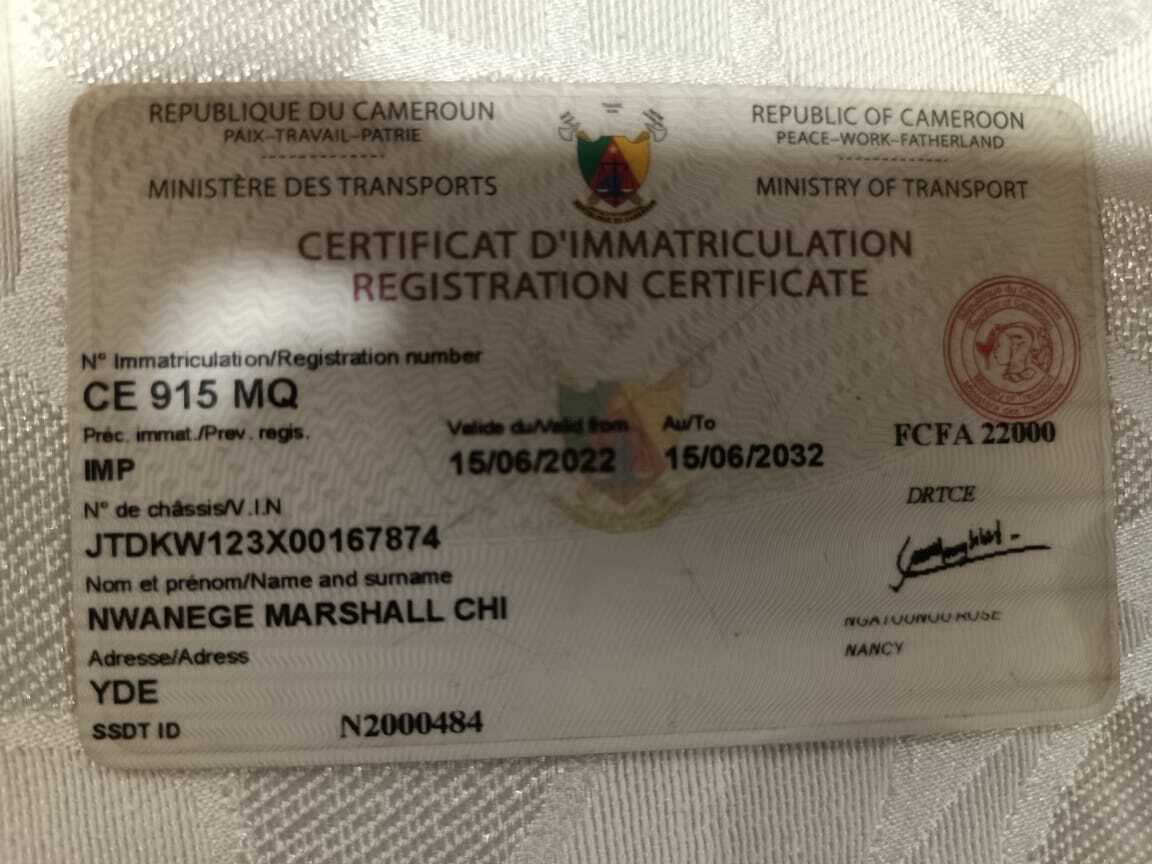 REPUBLIQUE DU CAMEROUN
PAIX-TRAVAIL-PATRIE
MINISTÈRE DES TRANSPORTS
REPUBLIC OF CAMEROON
PEACE-WORK-FATHERLAND
MINISTRY OF TRANSPORT
CERTIFICAT D'IMMATRICULATION
REGISTRATION CERTIFICATE
N° Immatriculation/Registration number
CE 915 MQ
Préc. immat./Prev. regis.
IMP
Valide du/Valid from
15/06/2022
Au/To
15/06/2032
FCFA 22000
N° de châssis/V.I.N
JTDKW123X00167874
DRTCE
Nom et prénom/Name and surname
NWANEGE MARSHALL CHI
Adresse/Adress
YDE
ROSE
NANCY
SSDT ID
N2000484